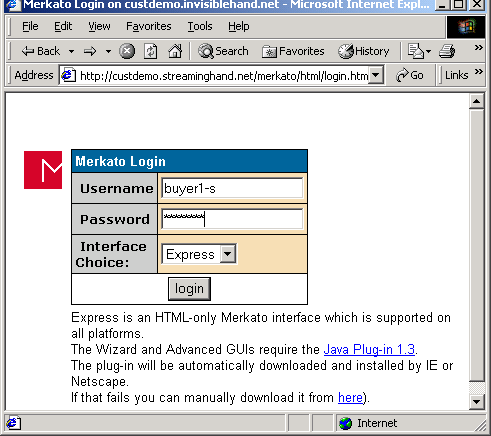 Merkato Login on custdemo.invisiblehand.net - Microsoft Internet Expl
File Edit View Favorites Tools Help
Back Search Favorites History
Address http://custdemo.streaminghand.net/merkato/html/login.htm Go Links »
Merkato Login
Username buyer1-s
Password ********
Interface
Choice: Express
login
Express is an HTML-only Merkato interface which is supported on
all platforms.
The Wizard and Advanced GUIs require the Java Plug-in 1.3.
The plug-in will be automatically downloaded and installed by IE or
Netscape.
If that fails you can manually download it from here).
Internet